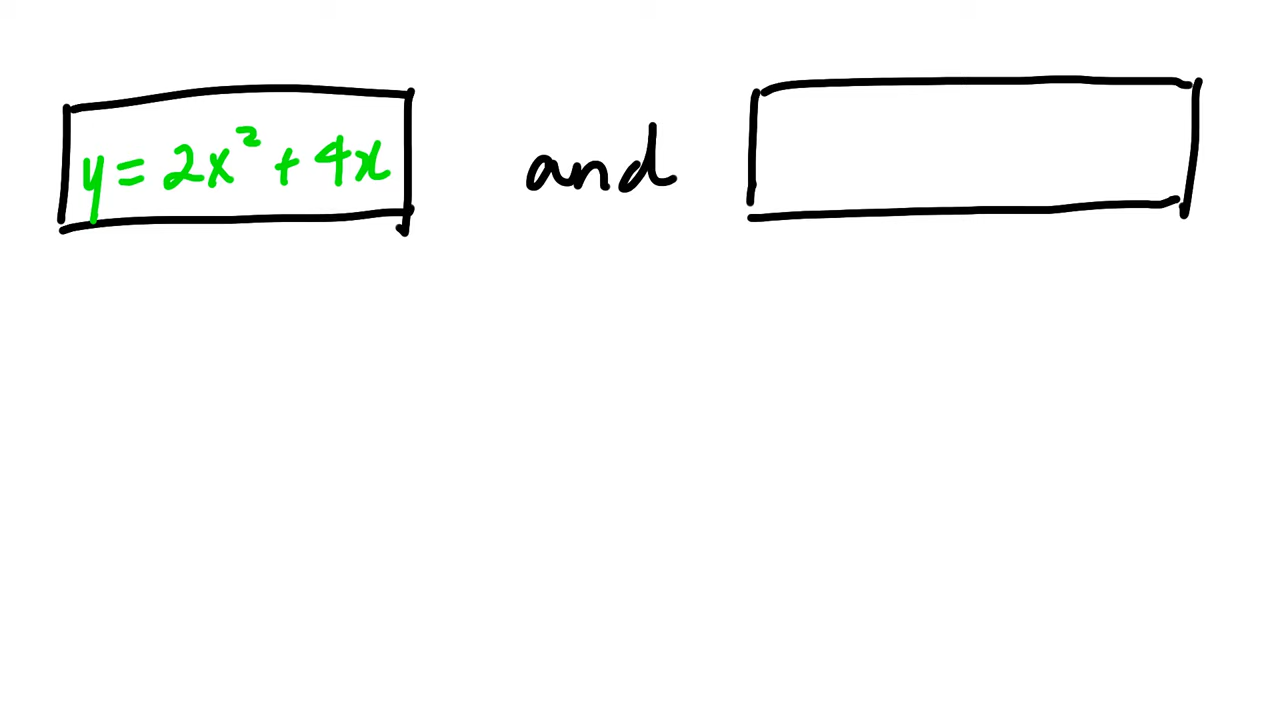 y = 2x² + 4x and